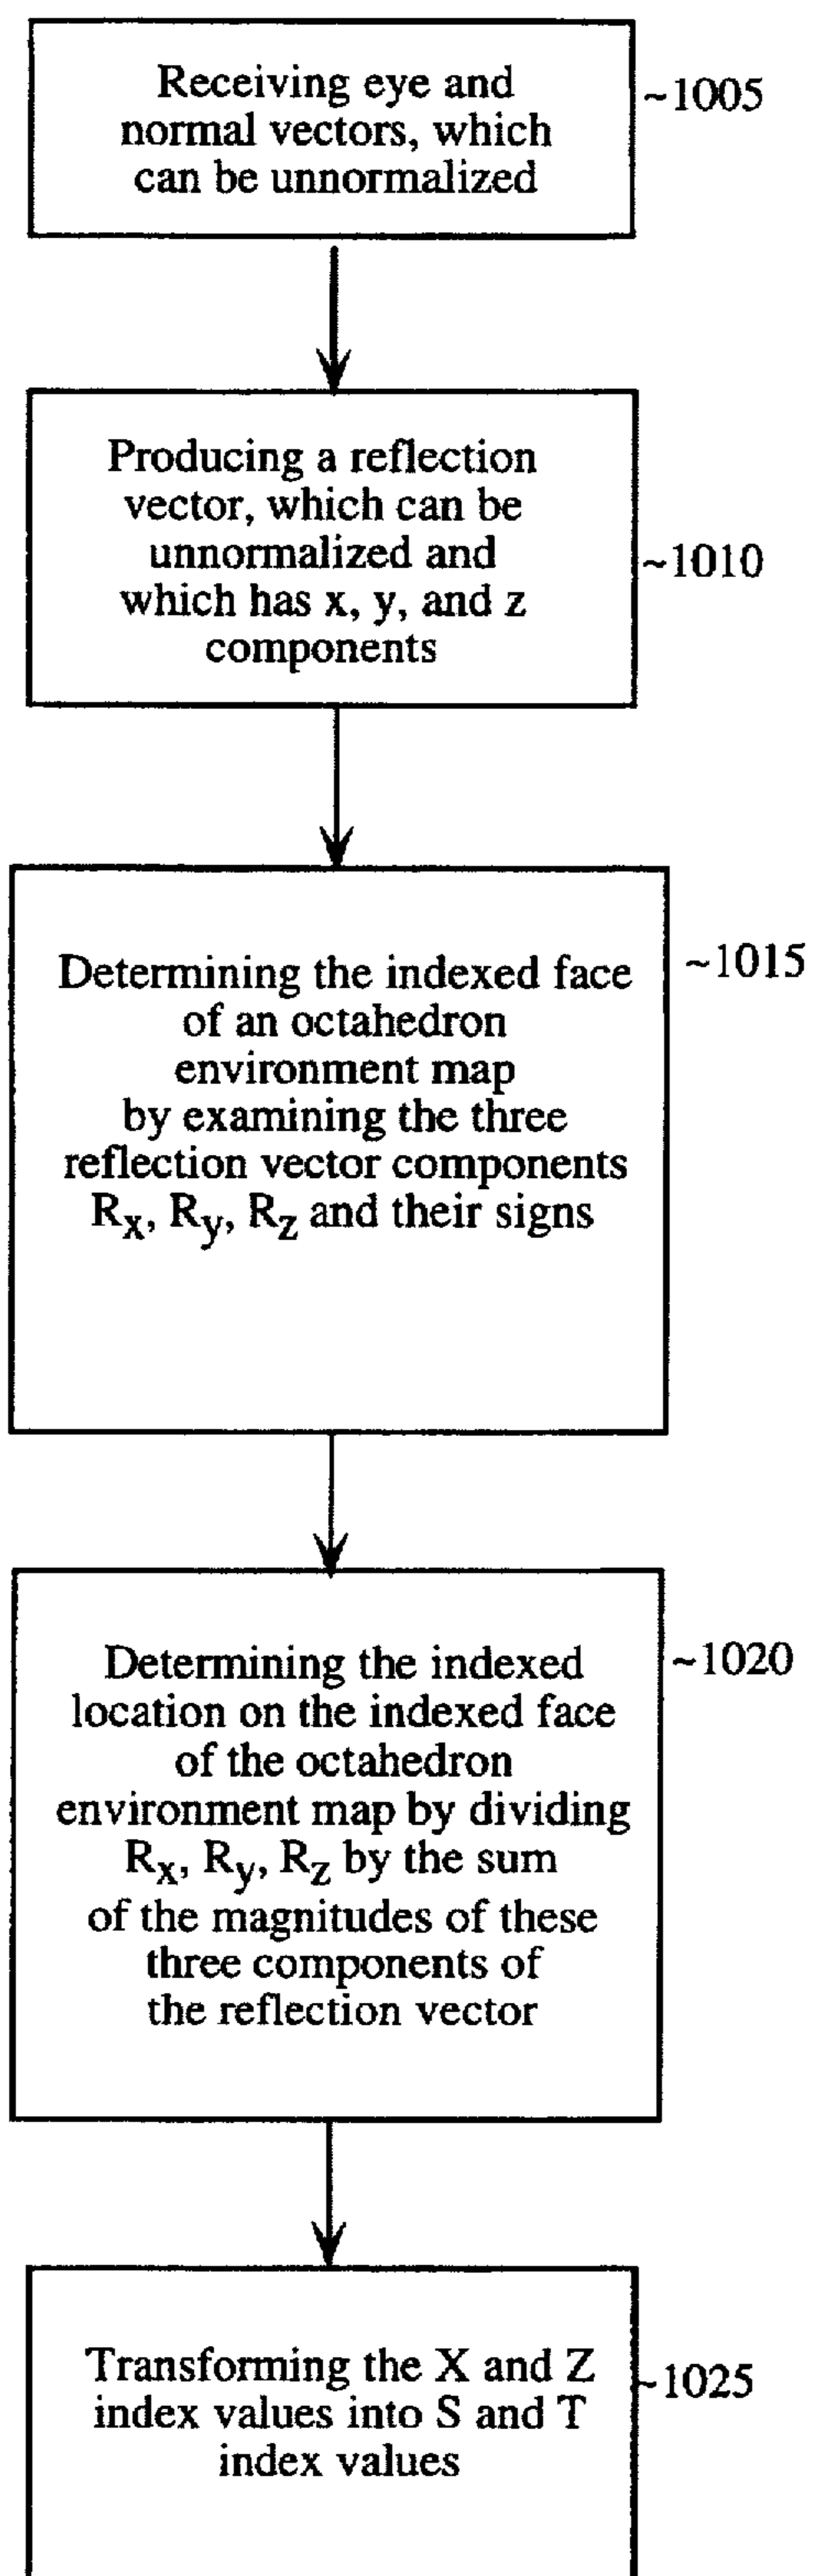 Receiving eye and
normal vectors, which
can be unnormalized
~1005
Producing a reflection
vector, which can be
unnormalized and
which has x, y, and z
components
~1010
Determining the indexed face
of an octahedron
environment map
by examining the three
reflection vector components
Rx, Ry, Rz and their signs
~1015
Determining the indexed
location on the indexed face
of the octahedron
environment map by dividing
Rx, Ry, Rz by the sum
of the magnitudes of these
three components of
the reflection vector
~1020
Transforming the X and Z
index values into S and T
index values
~1025